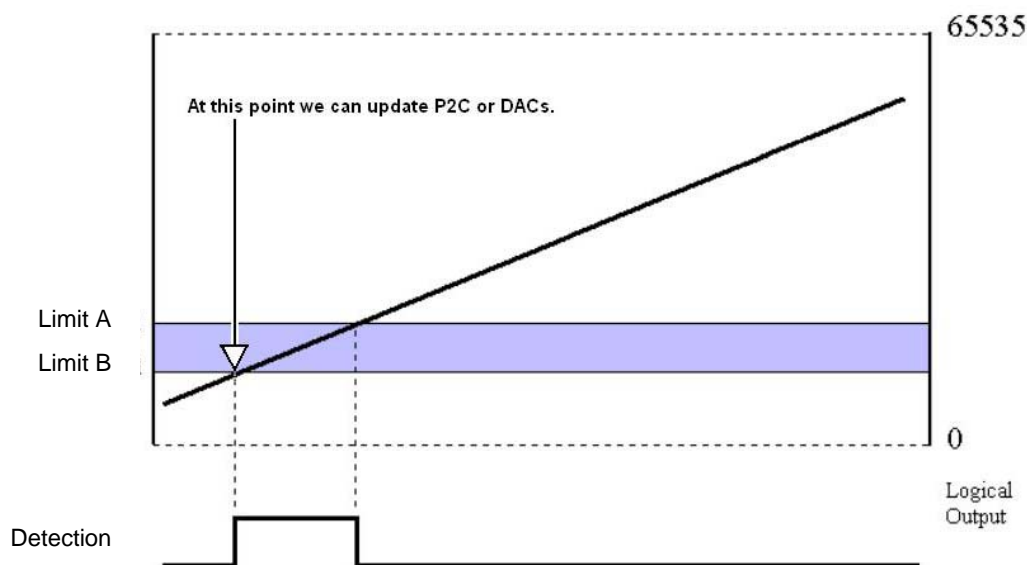 65535
At this point we can update P2C or DACs.
Limit A
Limit B
0
Logical
Output
Detection